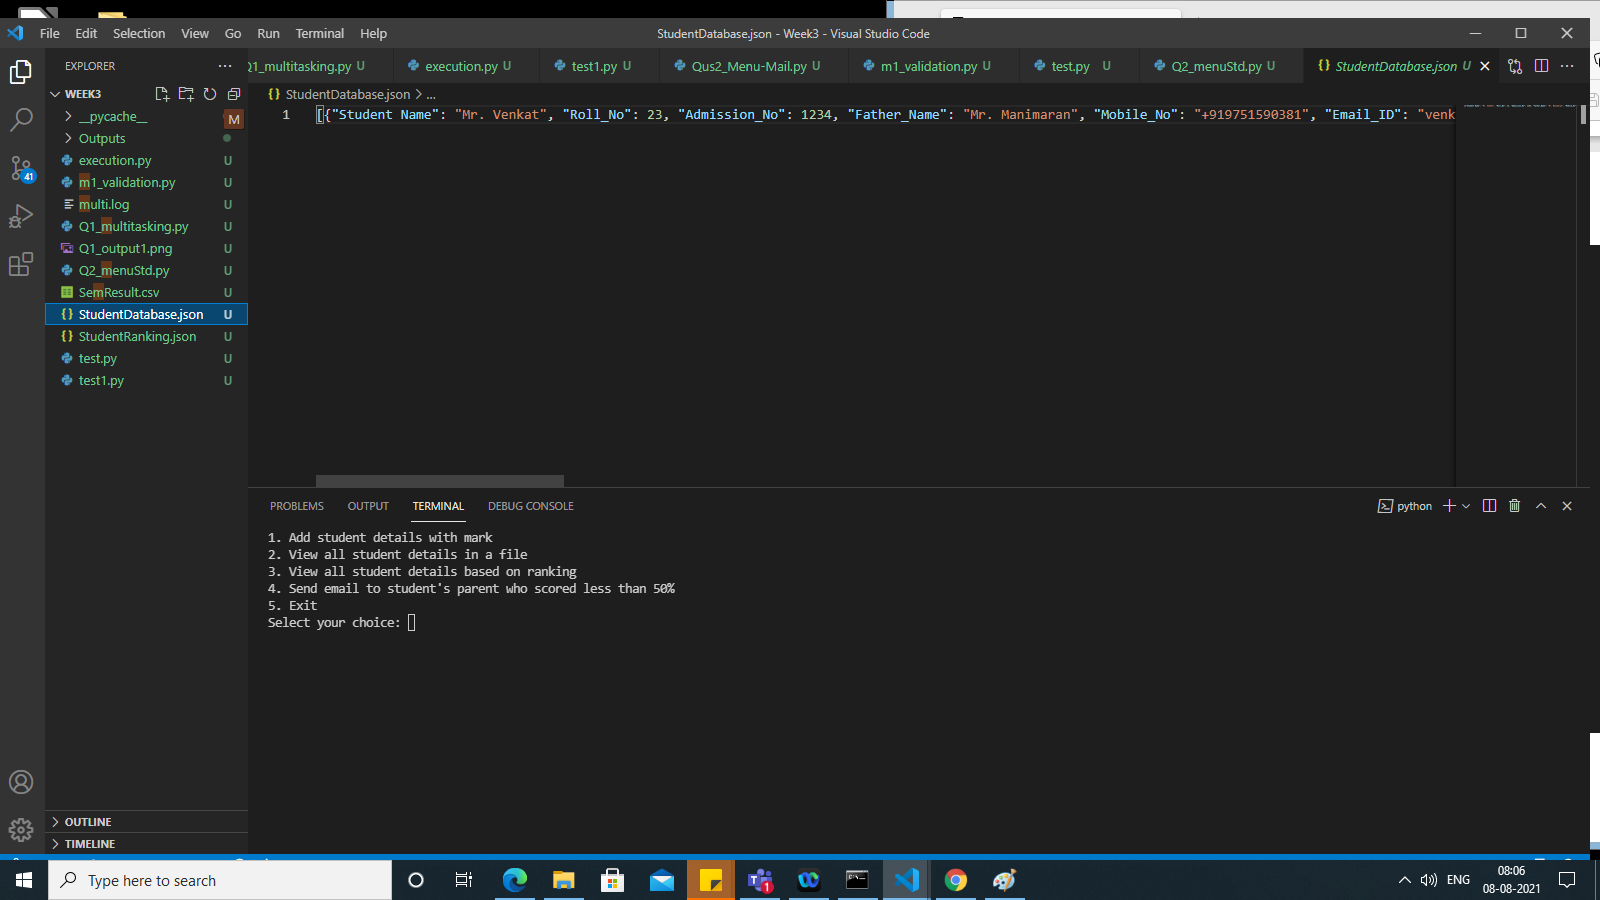 File Edit Selection View Go Run Terminal Help
StudentDatabase.json - Week3 - Visual Studio Code
EXPLORER
Q1_multitasking.py U
execution.py U
test1.py U
Qus2_Menu-Mail.py U
m1_validation.py U
test.py U
Q2_menuStd.py U
{} StudentDatabase.json U
WEEK3
{} StudentDatabase.json > ...
1 [{"Student Name": "Mr. Venkat", "Roll_No": 23, "Admission_No": 1234, "Father_Name": "Mr. Manimaran", "Mobile_No": "+919751590381", "Email_ID": "venk
__pycache__
M
Outputs
execution.py U
m1_validation.py U
multi.log U
41
Q1_multitasking.py U
Q1_output1.png U
Q2_menuStd.py U
SemResult.csv U
{} StudentDatabase.json U
{} StudentRanking.json U
test.py U
test1.py U
PROBLEMS OUTPUT TERMINAL DEBUG CONSOLE
python
1. Add student details with mark
2. View all student details in a file
3. View all student details based on ranking
4. Send email to student's parent who scored less than 50%
5. Exit
Select your choice:
OUTLINE
TIMELINE
Type here to search
1
ENG
08:06
08-08-2021